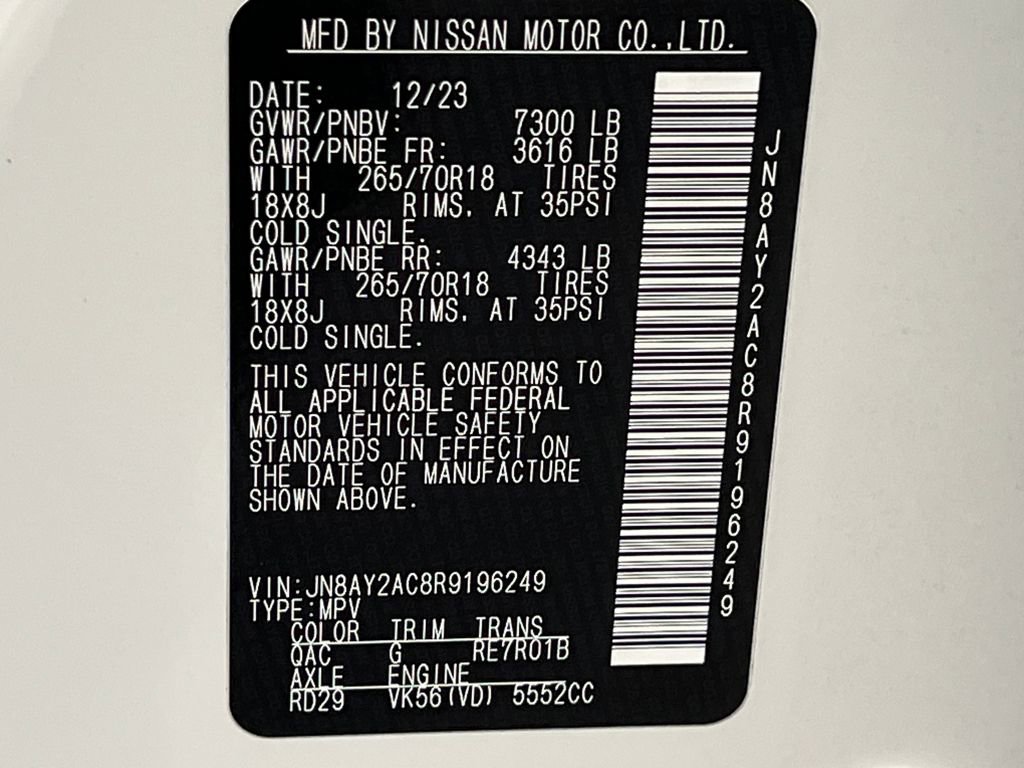 MFD BY NISSAN MOTOR CO.,LTD.
DATE: 12/23
GVWR/PNBV: 7300 LB
GAWR/PNBE FR: 3616 LB
WITH 265/70R18 TIRES
18X8J RIMS, AT 35PSI
COLD SINGLE.
GAWR/PNBE RR: 4343 LB
WITH 265/70R18 TIRES
18X8J RIMS, AT 35PSI
COLD SINGLE.
THIS VEHICLE CONFORMS TO
ALL APPLICABLE FEDERAL
MOTOR VEHICLE SAFETY
STANDARDS IN EFFECT ON
THE DATE OF MANUFACTURE
SHOWN ABOVE.
VIN:JN8AY2AC8R9196249
TYPE:MPV
COLOR TRIM TRANS
QAC G RE7R01B
AXLE ENGINE
RD29 VK56(VD) 5552CC
JN8AY2AC8R9196249